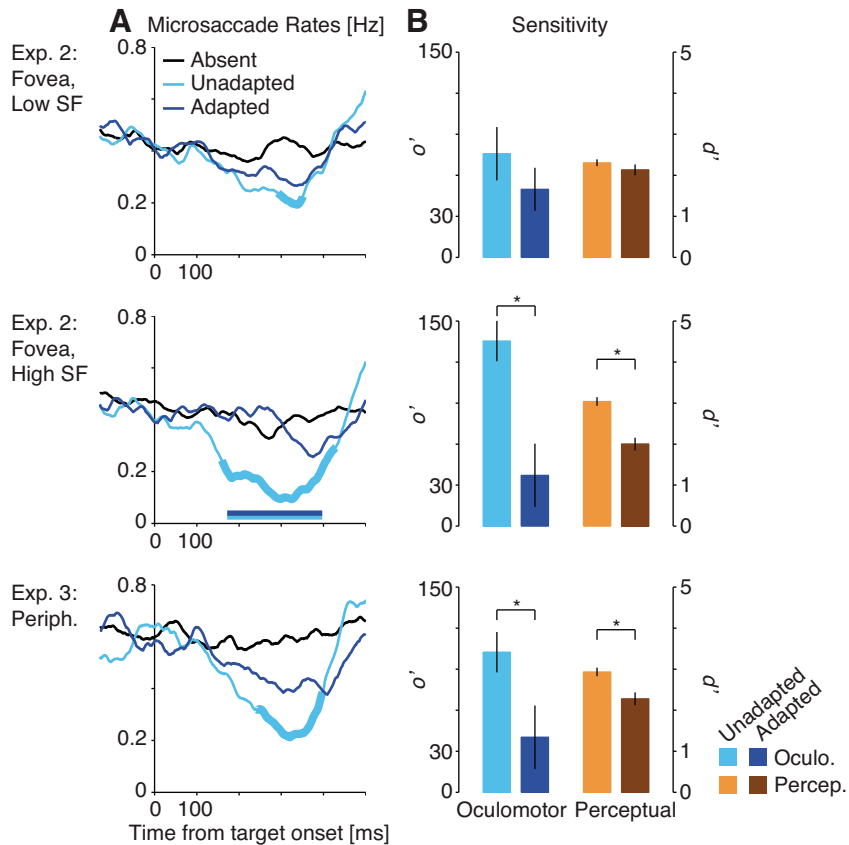 A Microsaccade Rates [Hz]
B Sensitivity
Exp. 2:
Fovea,
Low SF
0.8
0.2
0
0 100
Absent
Unadapted
Adapted
150
30
0
o'
5
1
0
d'
Exp. 2:
Fovea,
High SF
0.8
0.2
0
0 100
150
30
0
o'
*
*
5
1
0
d'
Exp. 3:
Periph.
0.8
0.2
0
0 100
Time from target onset [ms]
150
30
0
o'
*
*
5
1
0
d'
Oculomotor Perceptual
Unadapted
Adapted
Oculo.
Percep.